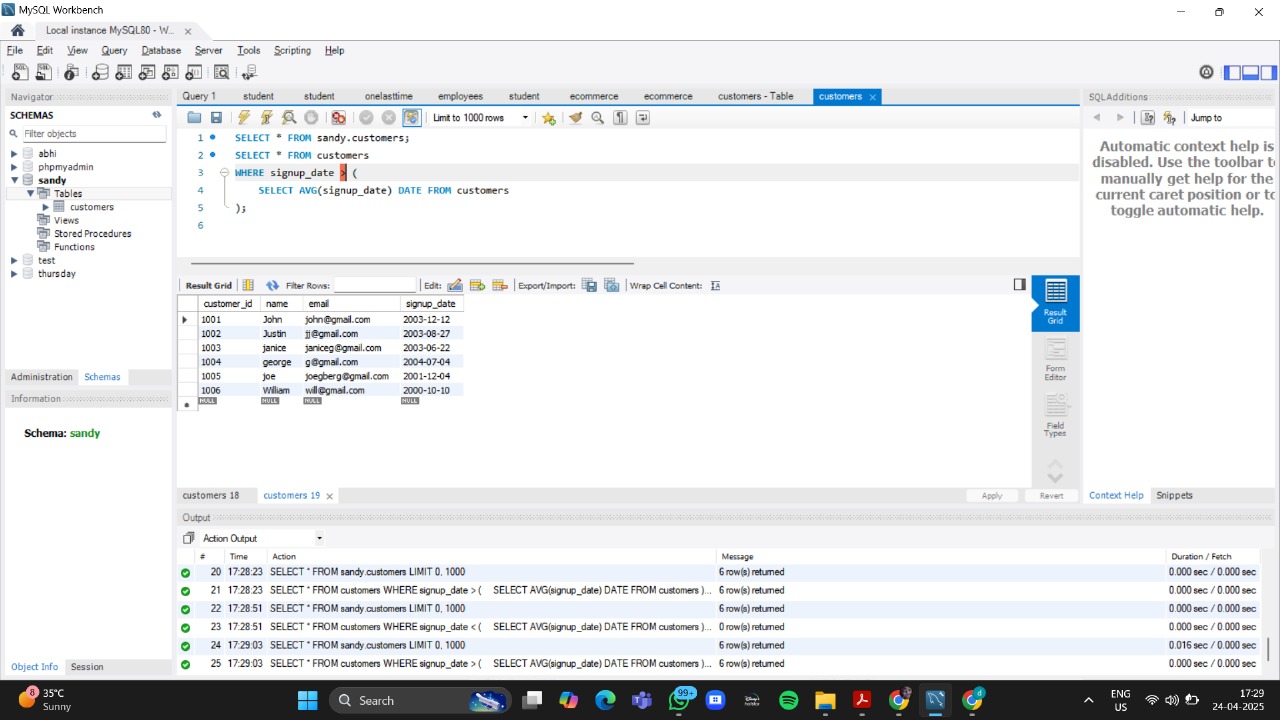 MySQL Workbench
Local instance MySQL80 - W...
File Edit View Query Database Server Tools Scripting Help
Navigator
SCHEMAS
Filter objects
abhi
phpmyadmin
sandy
Tables
customers
Views
Stored Procedures
Functions
test
thursday
Administration Schemas
Information
Schema: sandy
Object Info Session
Query 1 student student onelasttime employees student ecommerce ecommerce customers - Table customers
Limit to 1000 rows
1 SELECT * FROM sandy.customers;
2 SELECT * FROM customers
3 WHERE signup_date > (
4 SELECT AVG(signup_date) DATE FROM customers
5 );
6
Result Grid Filter Rows: Edit: Export/Import: Wrap Cell Content:
customer_id name email signup_date
1001 John john@gmail.com 2003-12-12
1002 Justin jj@gmail.com 2003-08-27
1003 janice janiceg@gmail.com 2003-06-22
1004 george g@gmail.com 2004-07-04
1005 joe joegberg@gmail.com 2001-12-04
1006 William will@gmail.com 2000-10-10
NULL NULL NULL NULL
Result Grid
Form Editor
Field Types
customers 18 customers 19 Apply Revert
SQLAdditions
Jump to
Automatic context help is
disabled. Use the toolbar to
manually get help for the
current caret position or to
toggle automatic help.
Context Help Snippets
Output
Action Output
# Time Action Message Duration / Fetch
20 17:28:23 SELECT * FROM sandy.customers LIMIT 0, 1000 6 row(s) returned 0.000 sec / 0.000 sec
21 17:28:23 SELECT * FROM customers WHERE signup_date > ( SELECT AVG(signup_date) DATE FROM customers )... 6 row(s) returned 0.000 sec / 0.000 sec
22 17:28:51 SELECT * FROM sandy.customers LIMIT 0, 1000 6 row(s) returned 0.000 sec / 0.000 sec
23 17:28:51 SELECT * FROM customers WHERE signup_date < ( SELECT AVG(signup_date) DATE FROM customers )... 0 row(s) returned 0.000 sec / 0.000 sec
24 17:29:03 SELECT * FROM sandy.customers LIMIT 0, 1000 6 row(s) returned 0.016 sec / 0.000 sec
25 17:29:03 SELECT * FROM customers WHERE signup_date > ( SELECT AVG(signup_date) DATE FROM customers )... 6 row(s) returned 0.000 sec / 0.000 sec
8
35°C
Sunny
Search
99+
ENG
US
17:29
24-04-2025